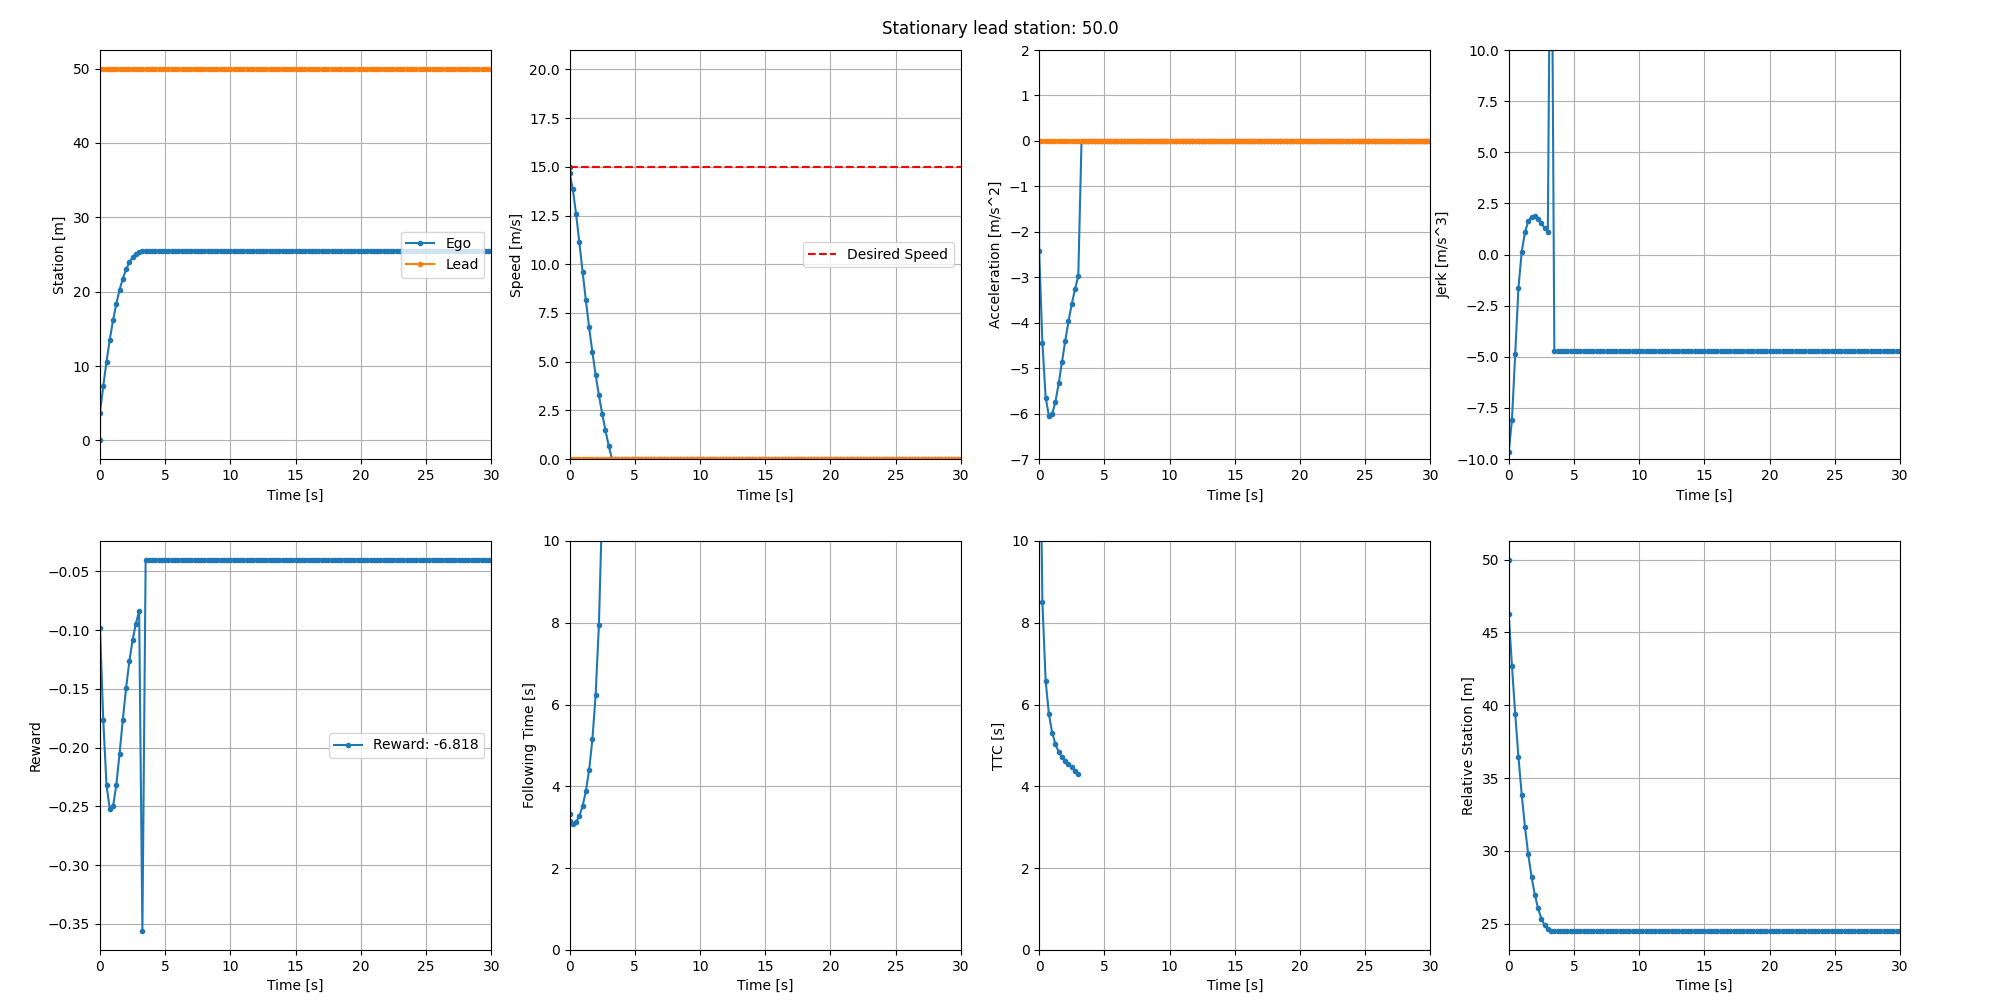 Stationary lead station: 50.0
Station [m]
50
40
30
20
10
0
Ego
Lead
0 5 10 15 20 25 30
Time [s]
Speed [m/s]
20.0
17.5
15.0
12.5
10.0
7.5
5.0
2.5
0.0
Desired Speed
0 5 10 15 20 25 30
Time [s]
Acceleration [m/s^2]
2
1
0
−1
−2
−3
−4
−5
−6
−7
0 5 10 15 20 25 30
Time [s]
Jerk [m/s^3]
10.0
7.5
5.0
2.5
0.0
−2.5
−5.0
−7.5
−10.0
0 5 10 15 20 25 30
Time [s]
Reward
−0.05
−0.10
−0.15
−0.20
−0.25
−0.30
−0.35
Reward: -6.818
0 5 10 15 20 25 30
Time [s]
Following Time [s]
10
8
6
4
2
0
0 5 10 15 20 25 30
Time [s]
TTC [s]
10
8
6
4
2
0
0 5 10 15 20 25 30
Time [s]
Relative Station [m]
50
45
40
35
30
25
0 5 10 15 20 25 30
Time [s]